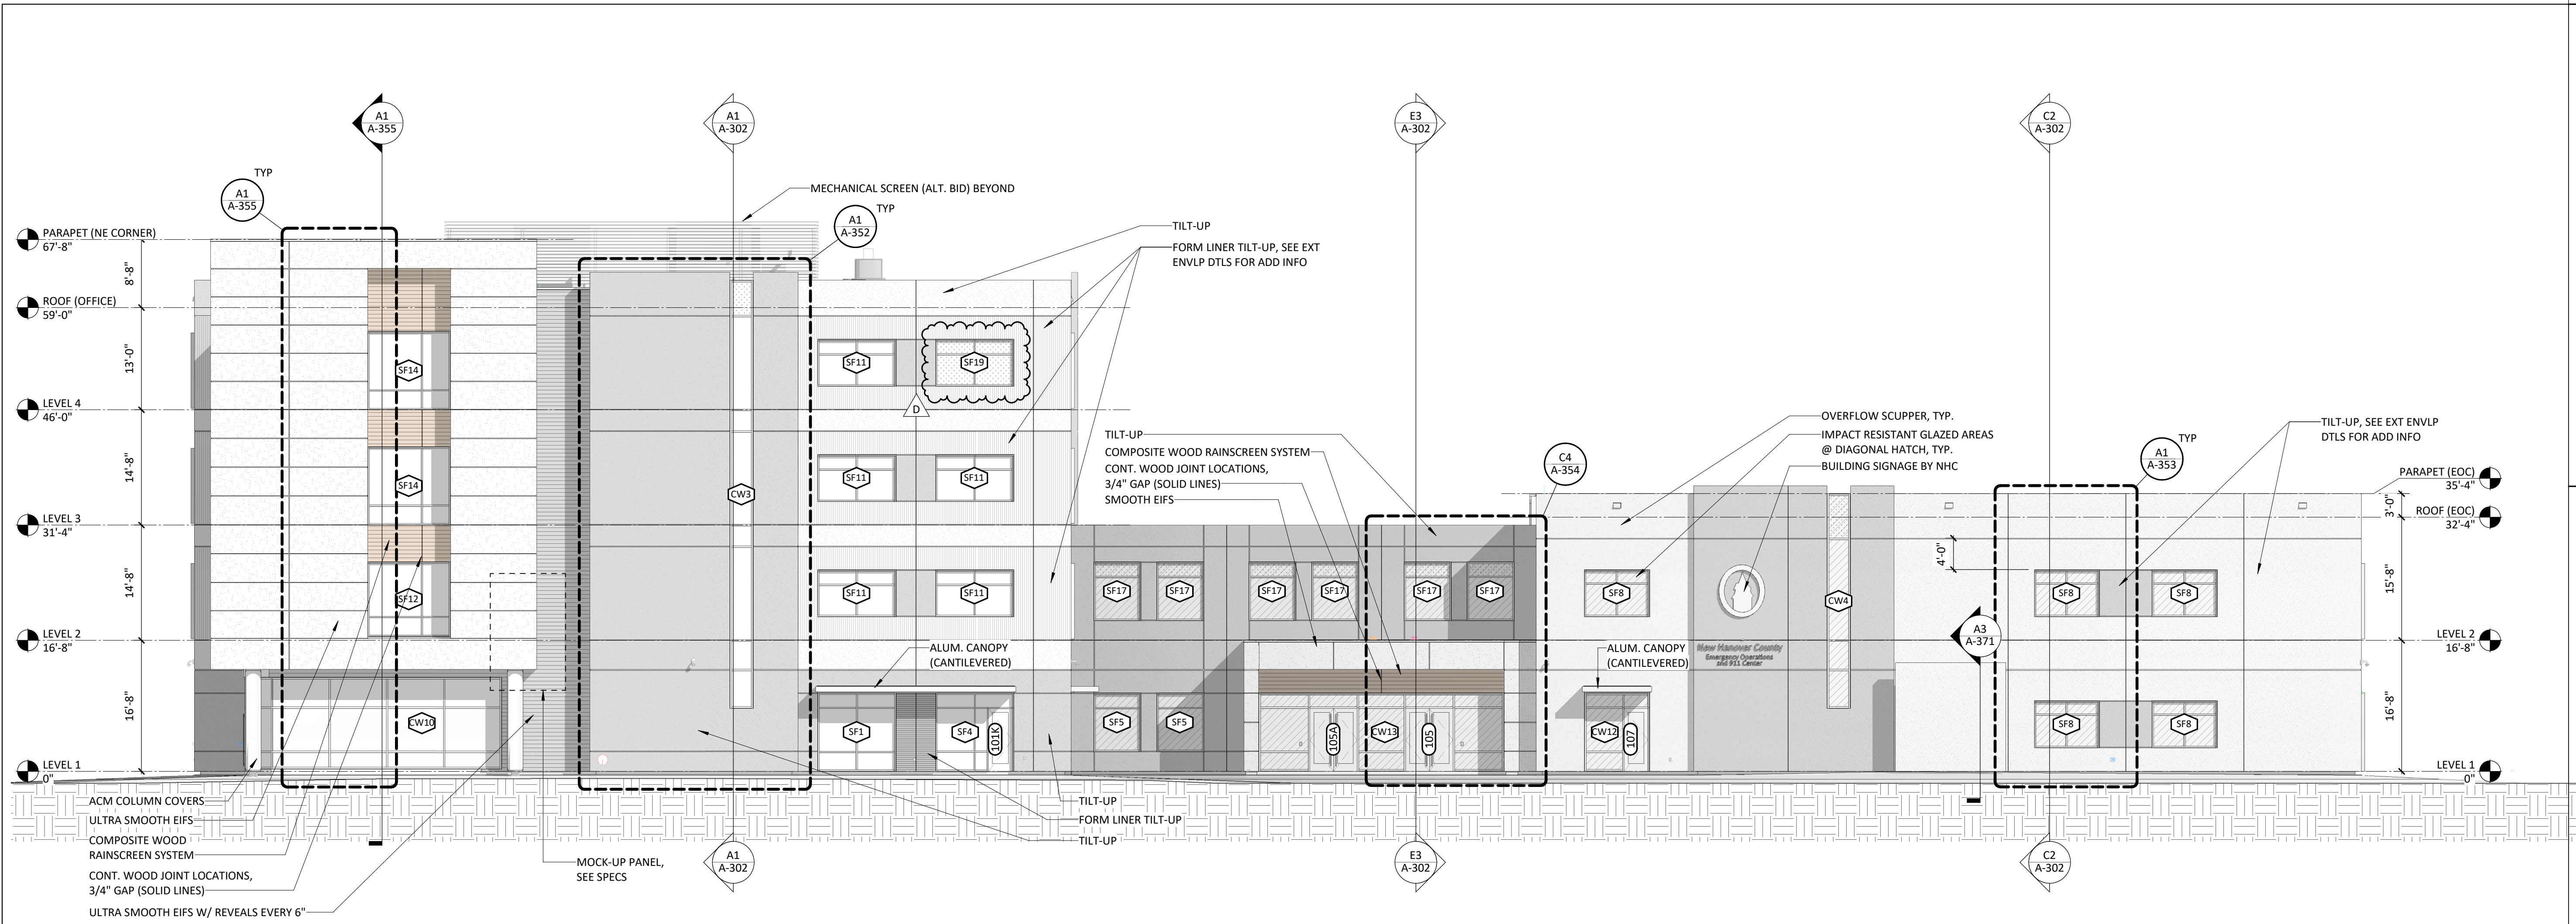 A1
A-355
A1
A-302
E3
A-302
C2
A-302
TYP
A1
A-355
MECHANICAL SCREEN (ALT. BID) BEYOND
A1
A-352
TYP
TILT-UP
FORM LINER TILT-UP, SEE EXT
ENVLP DTLS FOR ADD INFO
PARAPET (NE CORNER)
67'-8"
8'-8"
ROOF (OFFICE)
59'-0"
13'-0"
LEVEL 4
46'-0"
14'-8"
LEVEL 3
31'-4"
14'-8"
LEVEL 2
16'-8"
16'-8"
LEVEL 1
0"
SF14
SF14
SF12
CW10
CW3
SF11
SF19
D
SF11
SF11
SF11
SF11
ALUM. CANOPY
(CANTILEVERED)
SF1
SF4
101K
TILT-UP
COMPOSITE WOOD RAINSCREEN SYSTEM
CONT. WOOD JOINT LOCATIONS,
3/4" GAP (SOLID LINES)
SMOOTH EIFS
C4
A-354
SF17
SF17
SF17
SF17
SF17
SF17
SF5
SF5
105A
CW13
105
OVERFLOW SCUPPER, TYP.
IMPACT RESISTANT GLAZED AREAS
@ DIAGONAL HATCH, TYP.
BUILDING SIGNAGE BY NHC
SF8
ALUM. CANOPY
(CANTILEVERED)
CW12
107
New Hanover County
Emergency Operations
and 911 Center
CW4
A3
A-371
4'-0"
SF8
SF8
SF8
SF8
A1
A-353
TYP
TILT-UP, SEE EXT ENVLP
DTLS FOR ADD INFO
PARAPET (EOC)
35'-4"
3'-0"
ROOF (EOC)
32'-4"
15'-8"
LEVEL 2
16'-8"
16'-8"
LEVEL 1
0"
ACM COLUMN COVERS
ULTRA SMOOTH EIFS
COMPOSITE WOOD
RAINSCREEN SYSTEM
CONT. WOOD JOINT LOCATIONS,
3/4" GAP (SOLID LINES)
ULTRA SMOOTH EIFS W/ REVEALS EVERY 6"
MOCK-UP PANEL,
SEE SPECS
TILT-UP
FORM LINER TILT-UP
TILT-UP
A1
A-302
E3
A-302
C2
A-302